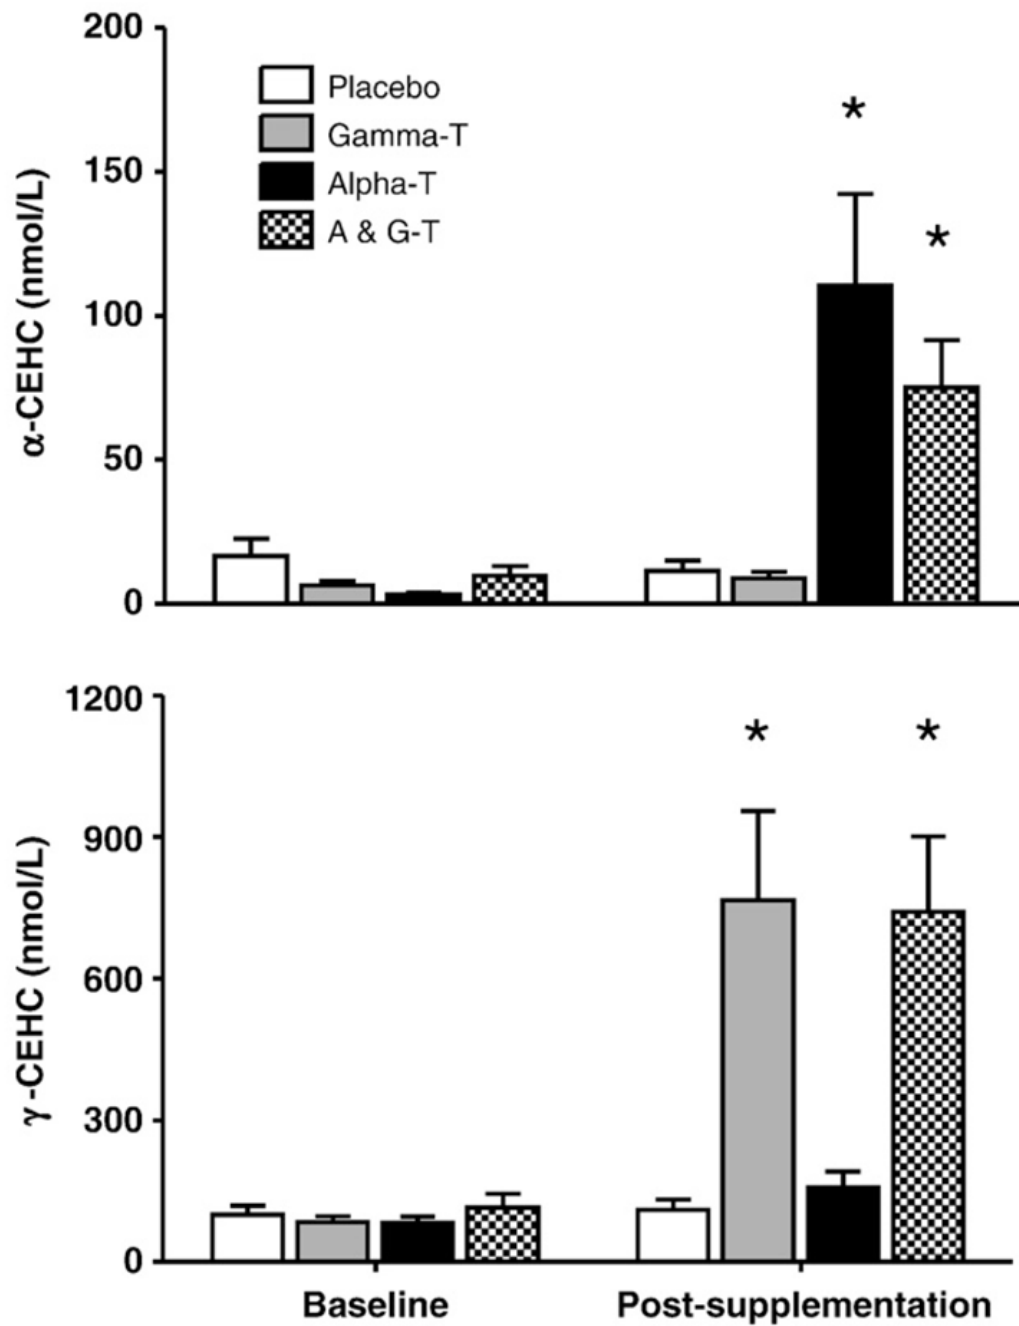 200
Placebo
Gamma-T
Alpha-T
A & G-T
150
100
50
0
α-CEHC (nmol/L)
*
*
1200
900
600
300
0
γ-CEHC (nmol/L)
*
*
Baseline
Post-supplementation